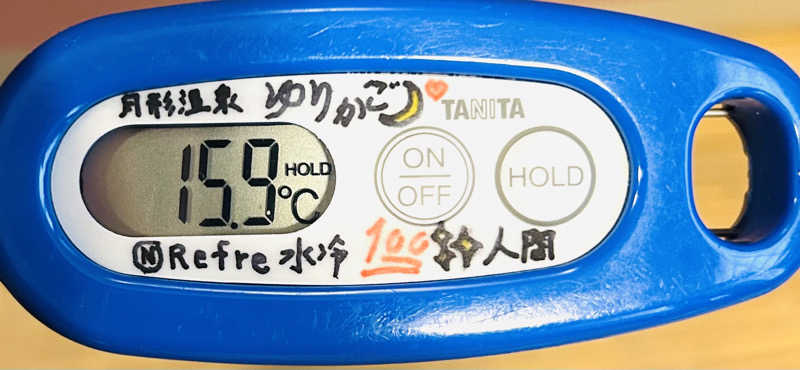 月形温泉 ゆりかご TANITA
15.9 HOLD °C
ON OFF
HOLD
Ⓝ Refre 水冷 100 人間